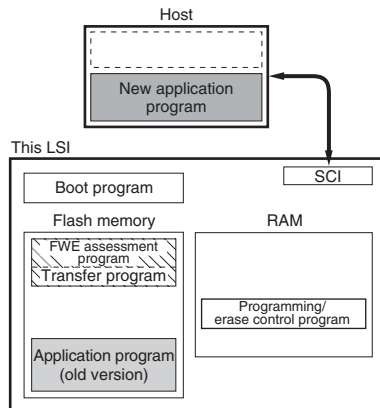 Host
New application
program
This LSI
SCI
Boot program
Flash memory
RAM
FWE assessment
program
Transfer program
Programming/
erase control program
Application program
(old version)